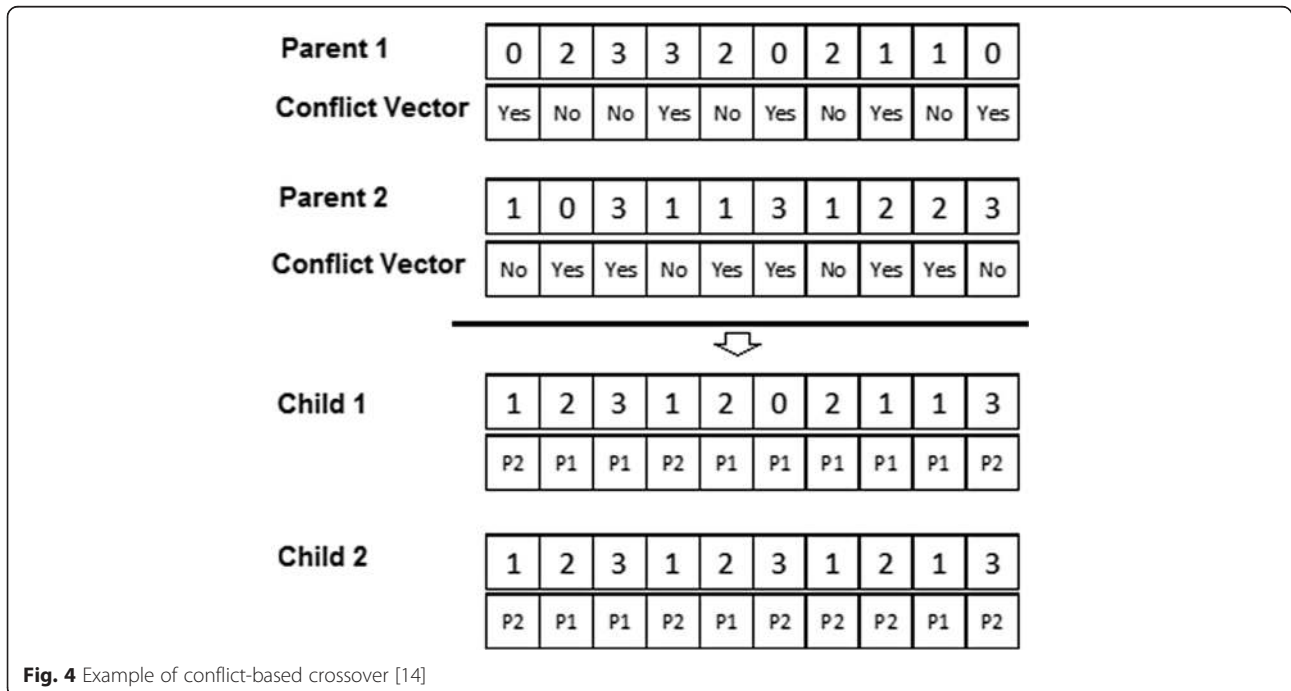 Parent 1 0 2 3 3 2 0 2 1 1 0
Conflict Vector Yes No No Yes No Yes No Yes No Yes
Parent 2 1 0 3 1 1 3 1 2 2 3
Conflict Vector No Yes Yes No Yes Yes No Yes Yes No
Child 1 1 2 3 1 2 0 2 1 1 3
P2 P1 P1 P2 P1 P1 P1 P1 P1 P2
Child 2 1 2 3 1 2 3 1 2 1 3
P2 P1 P1 P2 P1 P2 P2 P2 P1 P2
Fig. 4 Example of conflict-based crossover [14]